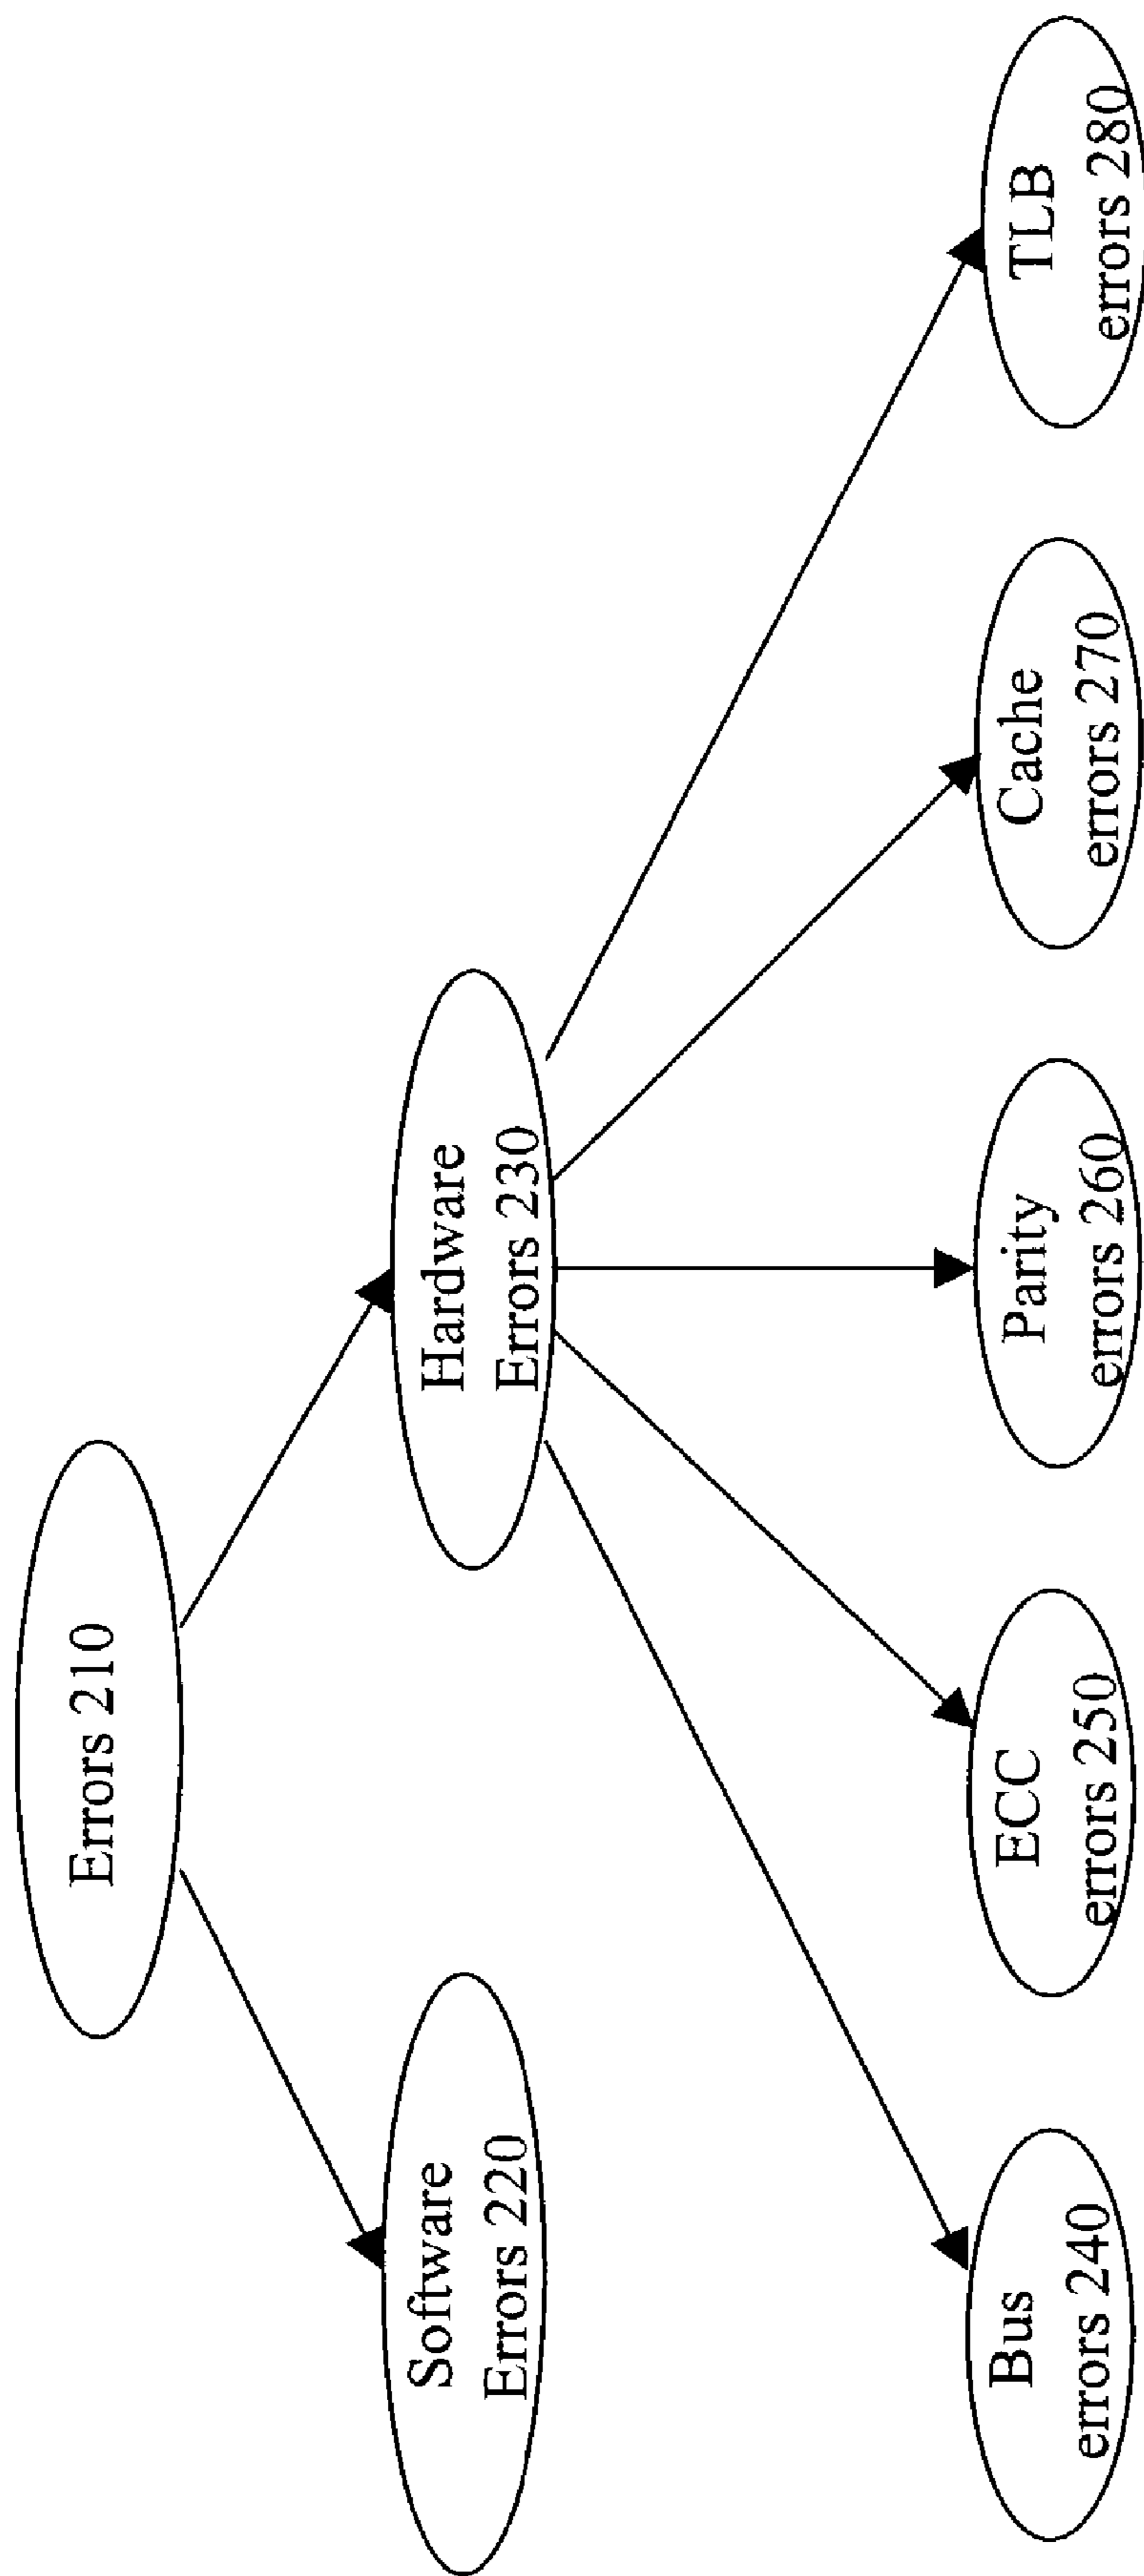 Errors 210
Software
Errors 220
Hardware
Errors 230
Bus
errors 240
ECC
errors 250
Parity
errors 260
Cache
errors 270
TLB
errors 280